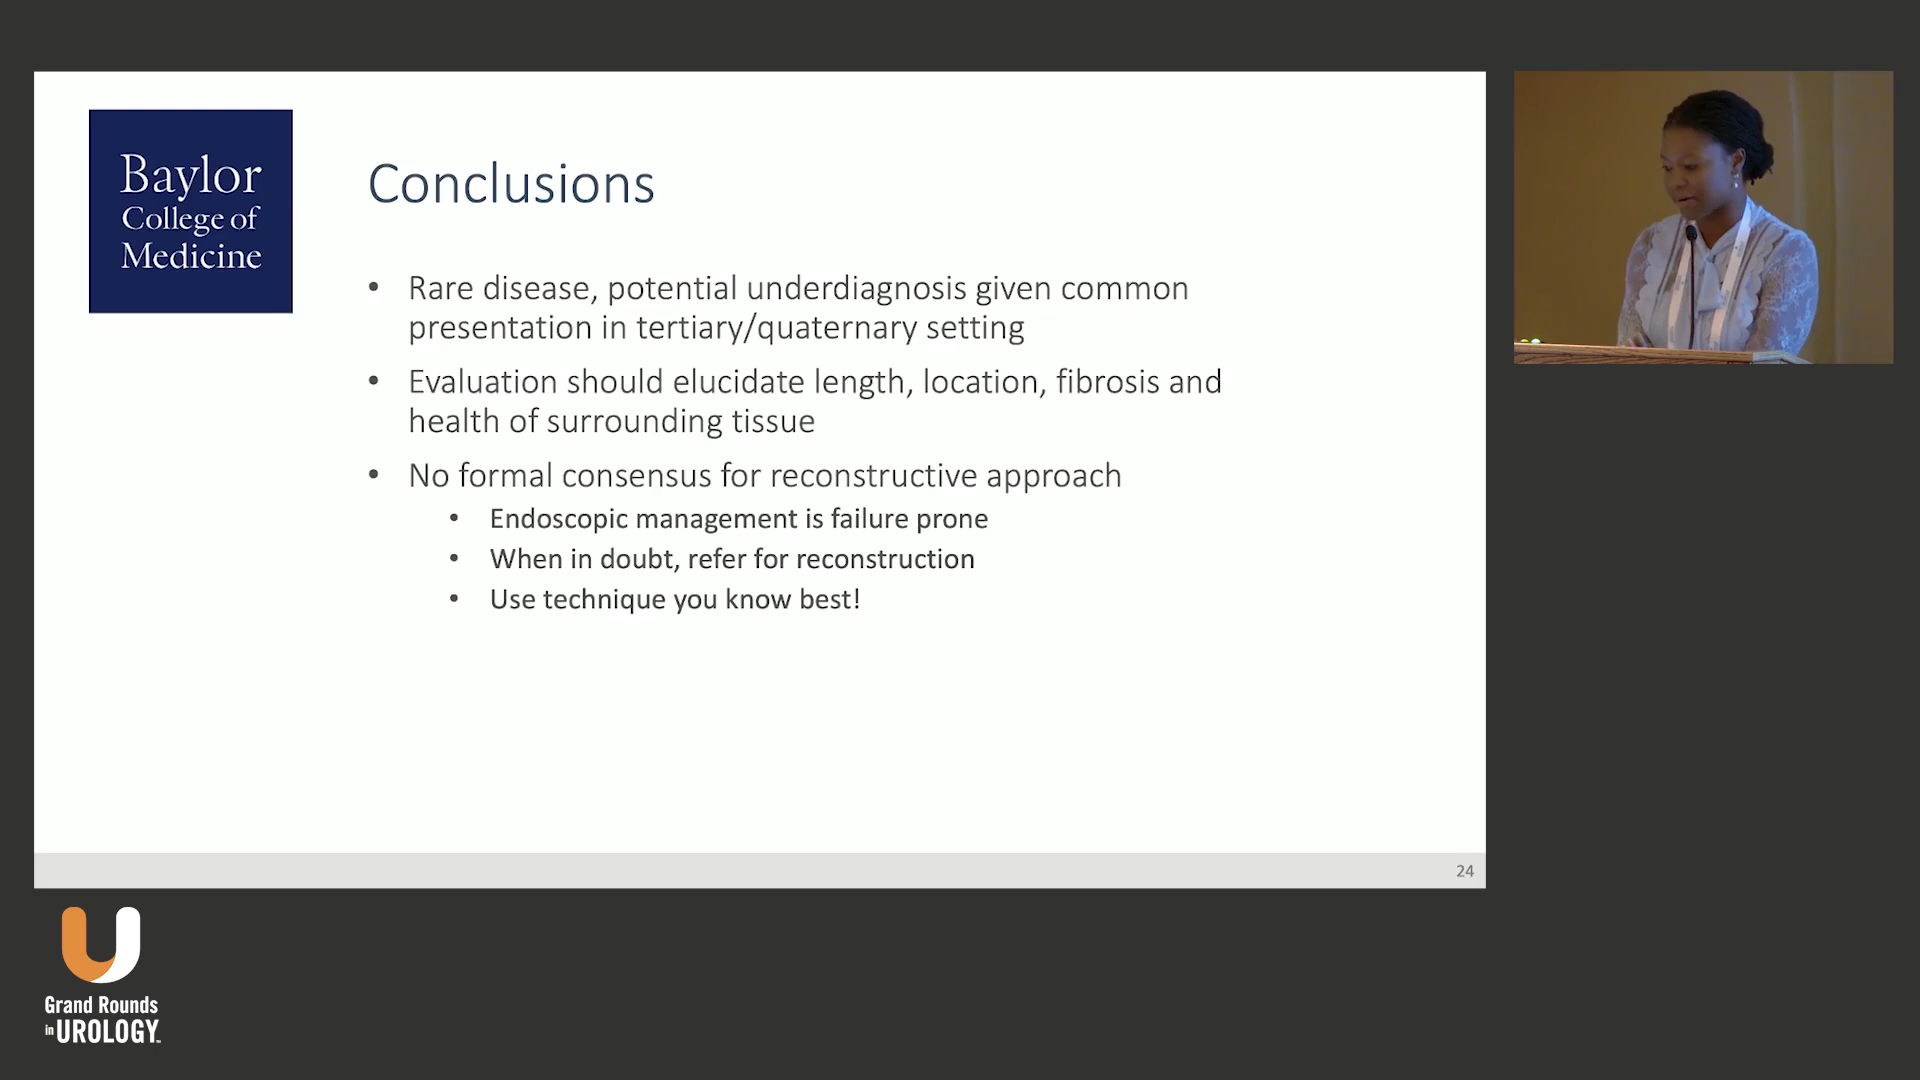 Baylor
College of
Medicine
Conclusions
• Rare disease, potential underdiagnosis given common
presentation in tertiary/quaternary setting
• Evaluation should elucidate length, location, fibrosis and
health of surrounding tissue
• No formal consensus for reconstructive approach
• Endoscopic management is failure prone
• When in doubt, refer for reconstruction
• Use technique you know best!
24
Grand Rounds
in UROLOGY™